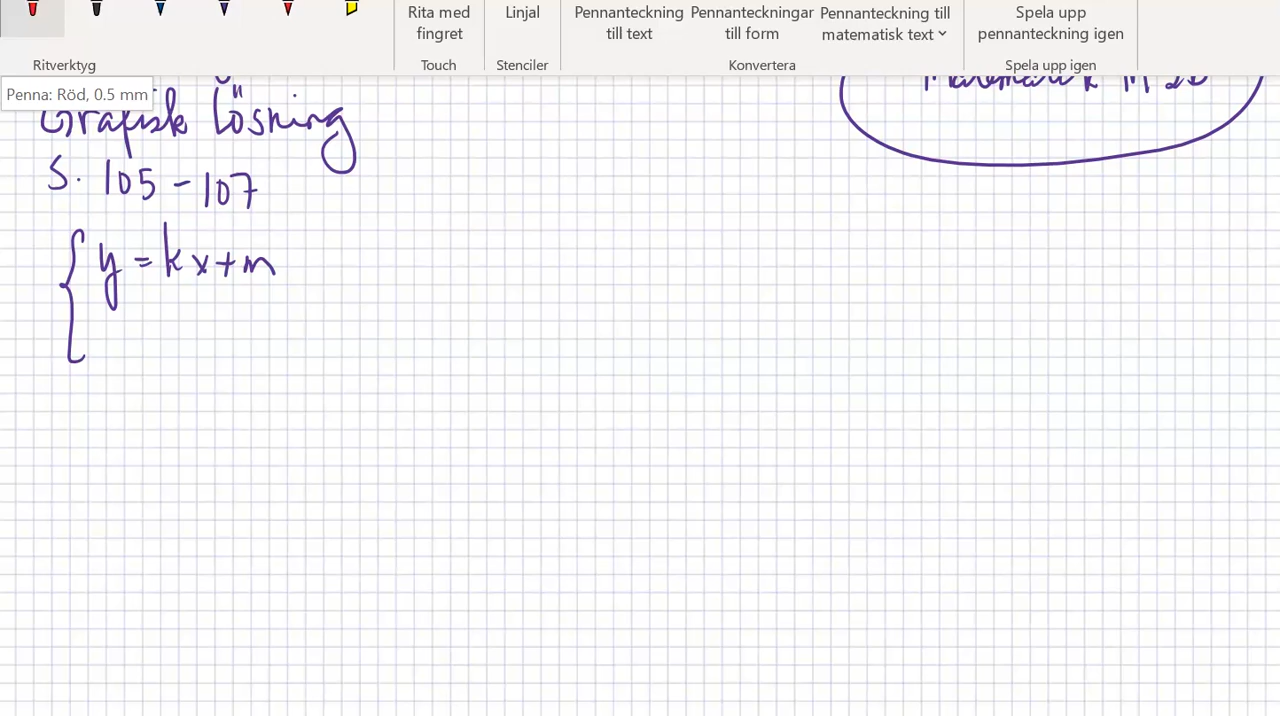 Rita med
fingret
Linjal
Pennanteckning
till text
Pennanteckningar
till form
Pennanteckning till
matematisk text
Spela upp
pennanteckning igen
Ritverktyg
Touch
Stenciler
Konvertera
Spela upp igen
Penna: Röd, 0.5 mm
Grafisk lösning
S. 105 - 107
{ y = kx + m